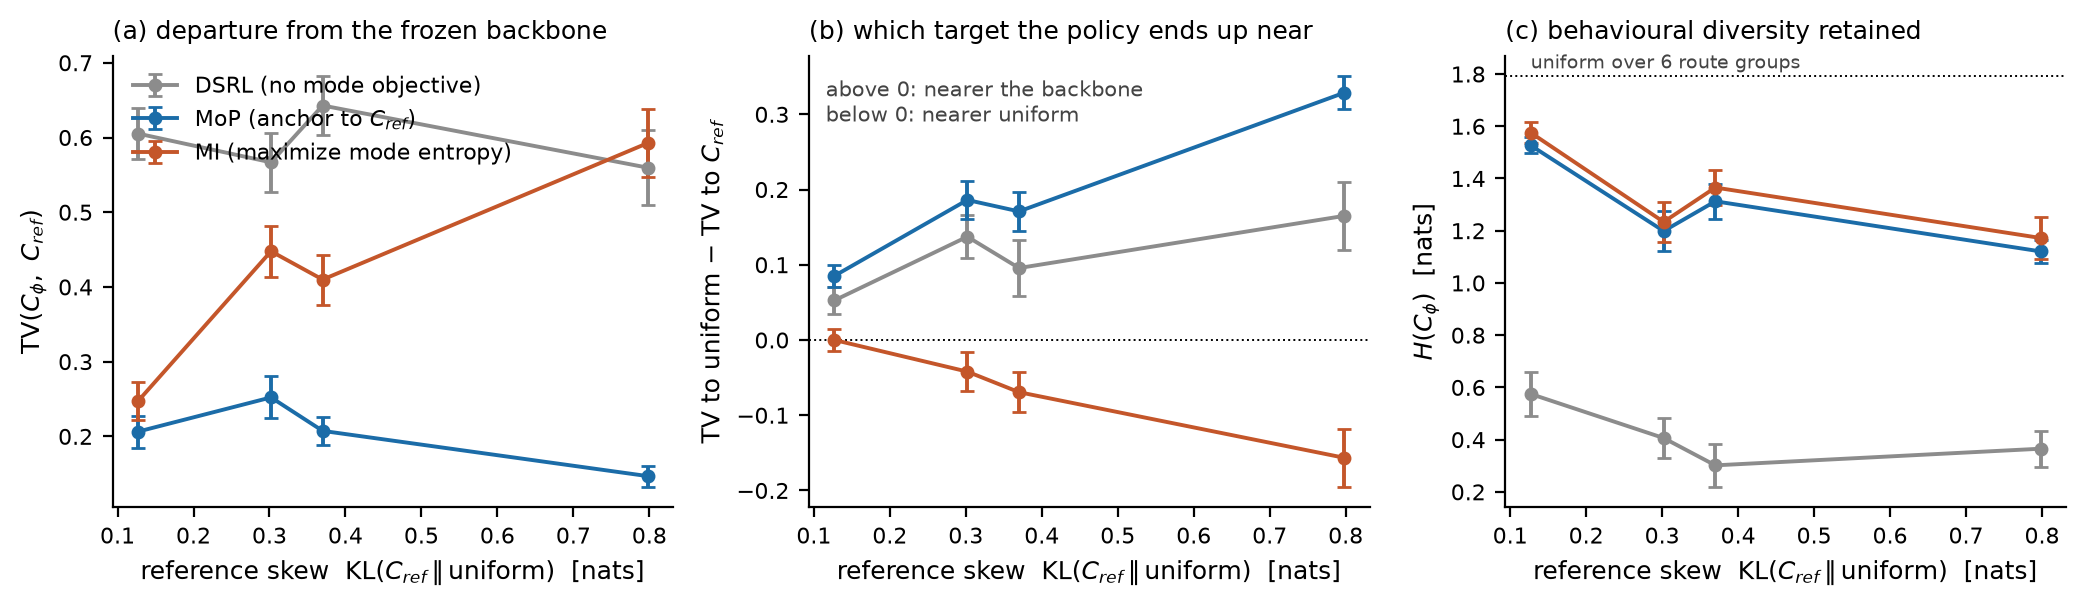 (a) departure from the frozen backbone
DSRL (no mode objective)
MoP (anchor to C_ref)
MI (maximize mode entropy)
TV(C_ϕ, C_ref)
0.7
0.6
0.5
0.4
0.3
0.2
0.1 0.2 0.3 0.4 0.5 0.6 0.7 0.8
reference skew KL(C_ref ∥ uniform) [nats]
(b) which target the policy ends up near
above 0: nearer the backbone
below 0: nearer uniform
TV to uniform − TV to C_ref
0.3
0.2
0.1
0.0
−0.1
−0.2
0.1 0.2 0.3 0.4 0.5 0.6 0.7 0.8
reference skew KL(C_ref ∥ uniform) [nats]
(c) behavioural diversity retained
uniform over 6 route groups
H(C_ϕ) [nats]
1.8
1.6
1.4
1.2
1.0
0.8
0.6
0.4
0.2
0.1 0.2 0.3 0.4 0.5 0.6 0.7 0.8
reference skew KL(C_ref ∥ uniform) [nats]